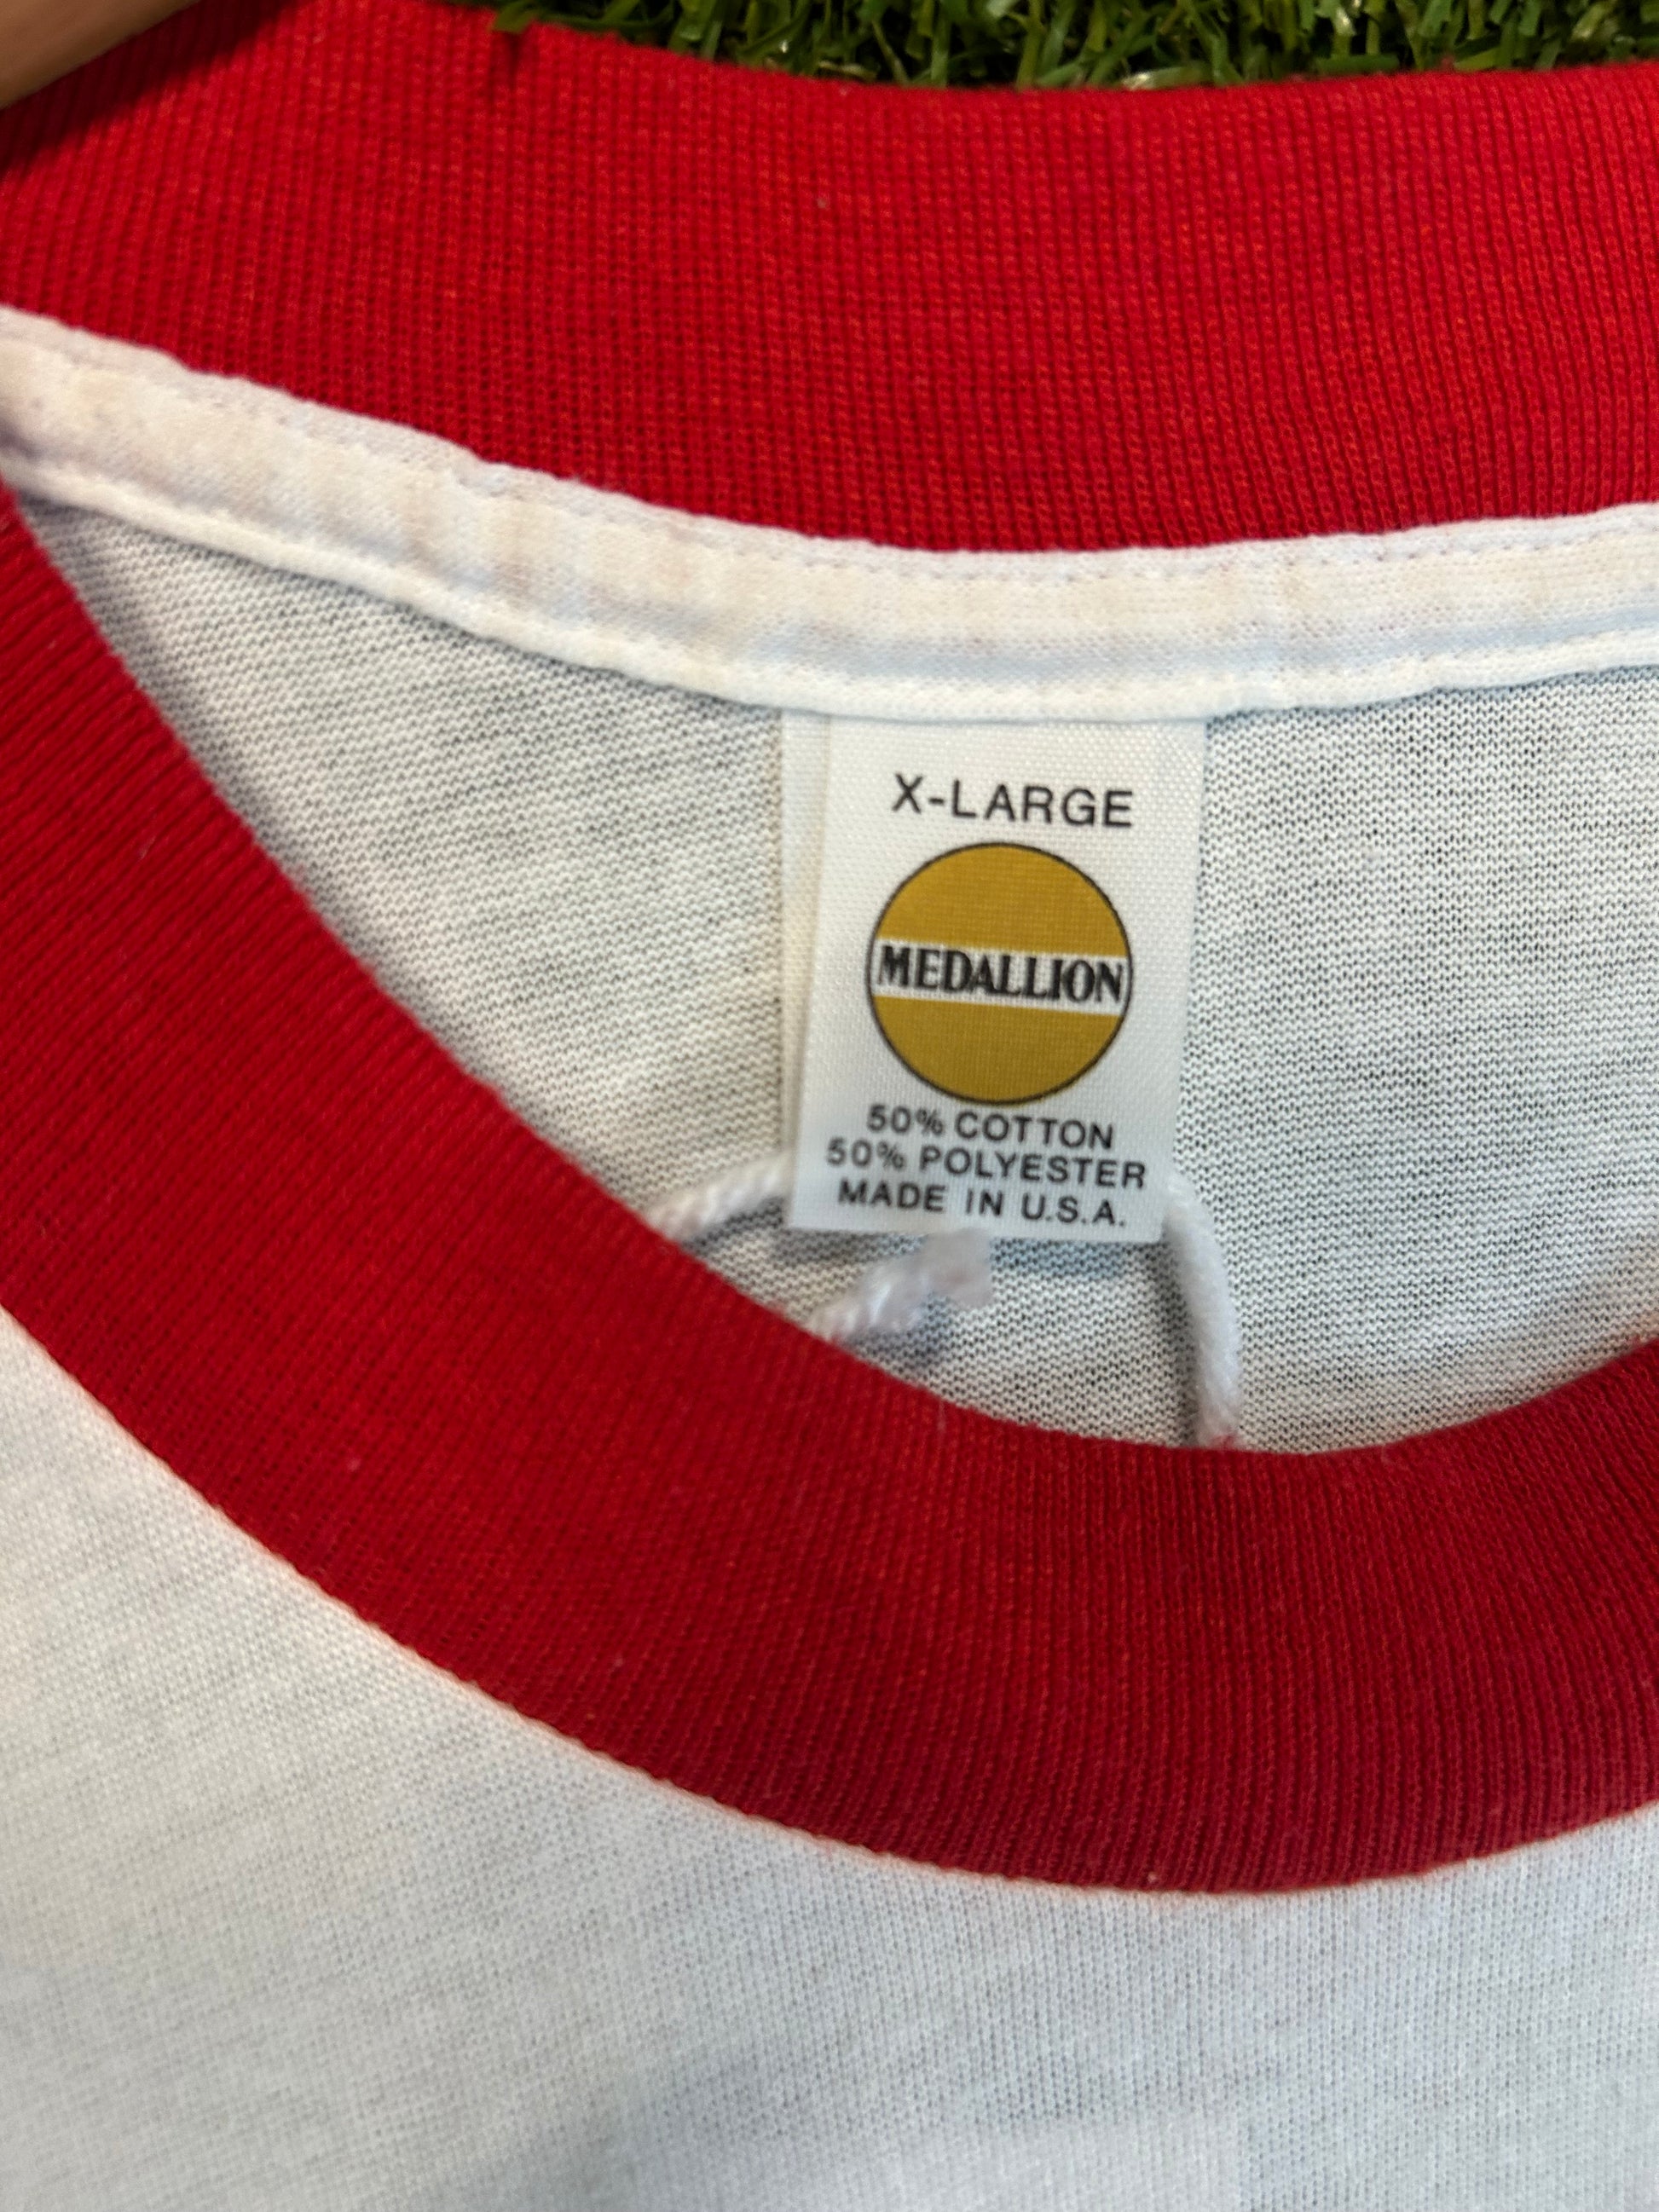 X-LARGE
MEDALLION
50% COTTON
50% POLYESTER
MADE IN U.S.A.